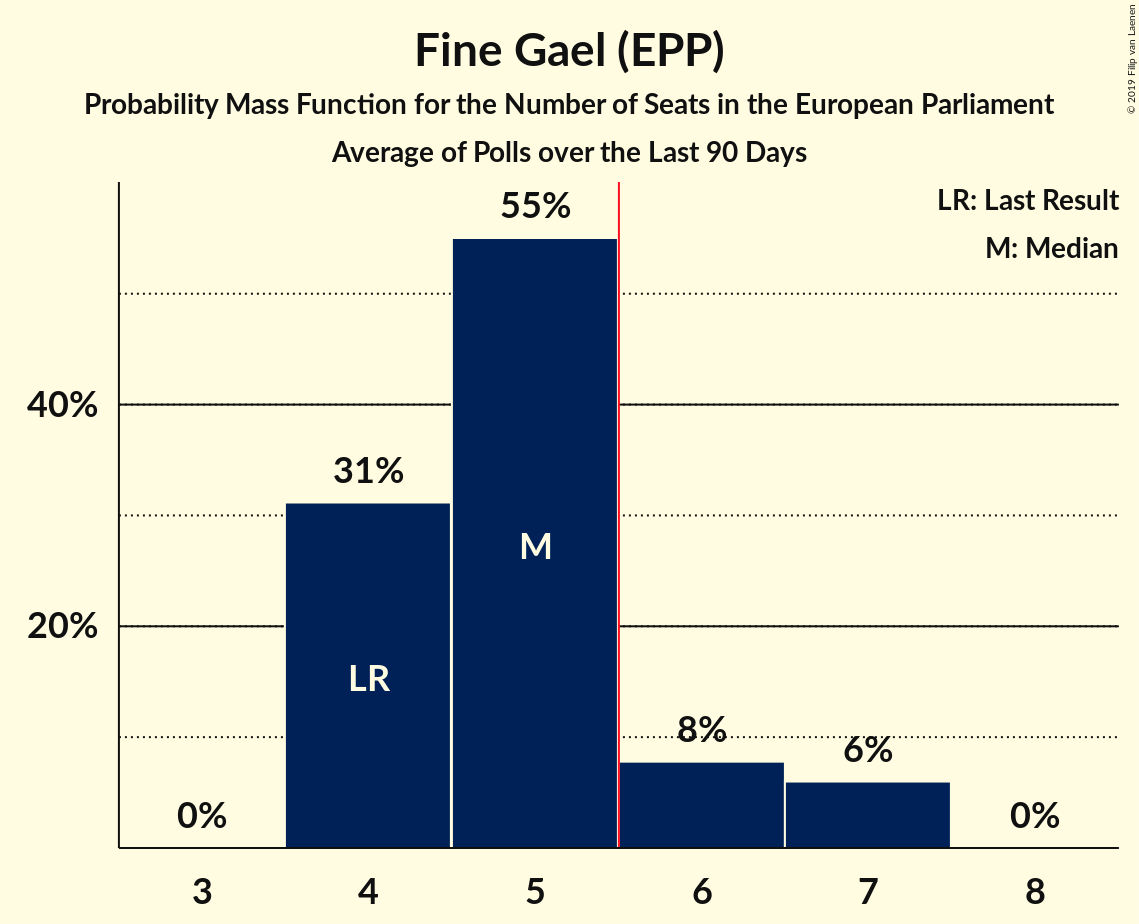 Fine Gael (EPP)
Probability Mass Function for the Number of Seats in the European Parliament
Average of Polls over the Last 90 Days
© 2019 Filip van Laenen
LR: Last Result
M: Median
55%
40%
31%
M
20%
LR
8%
6%
0%
0%
3 4 5 6 7 8